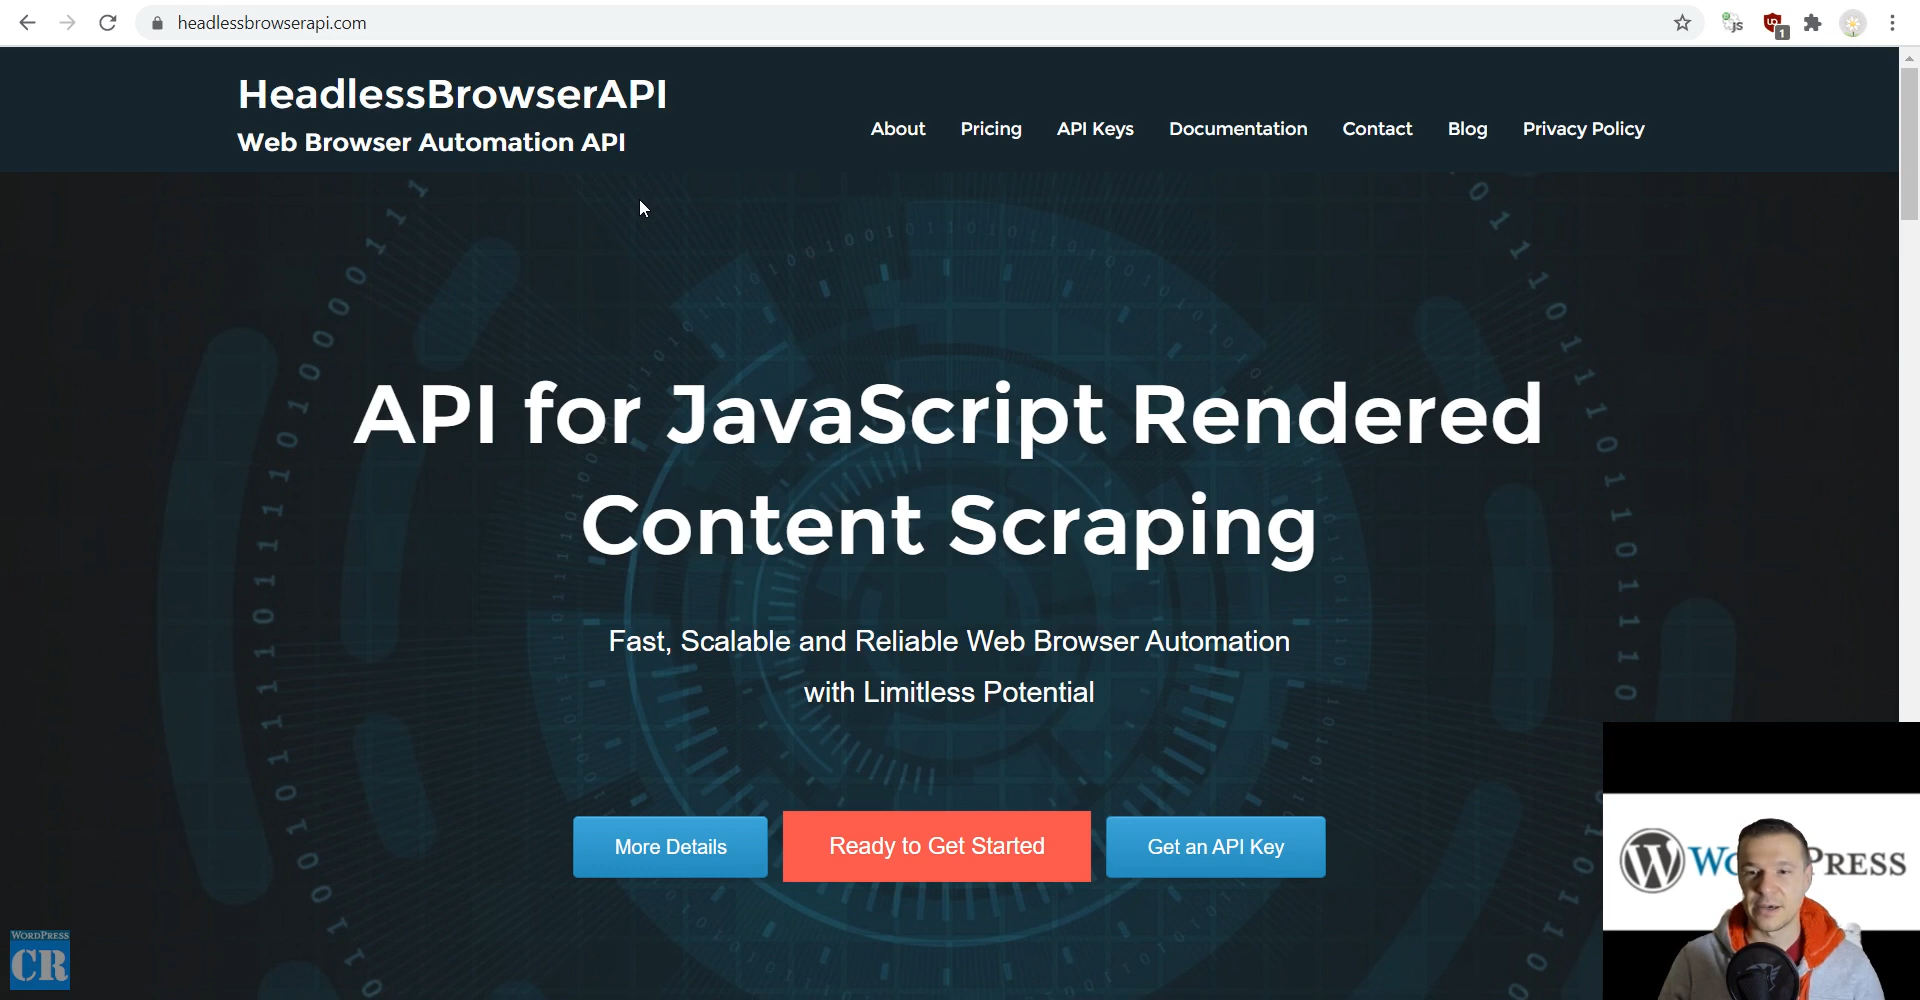 headlessbrowserapi.com
JS
1
HeadlessBrowserAPI
Web Browser Automation API
About Pricing API Keys Documentation Contact Blog Privacy Policy
API for JavaScript Rendered
Content Scraping
Fast, Scalable and Reliable Web Browser Automation
with Limitless Potential
More Details Ready to Get Started Get an API Key
WORDPRESS
CR